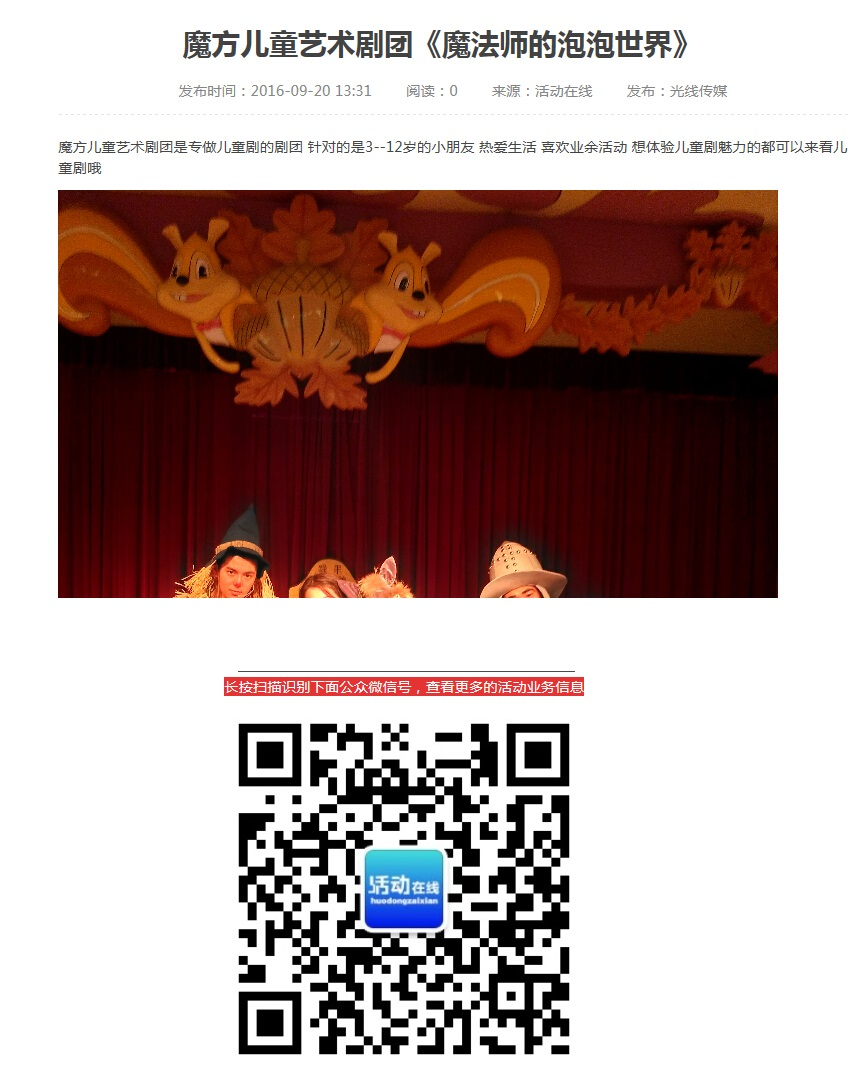 魔方儿童艺术剧团《魔法师的泡泡世界》
发布时间：2016-09-20 13:31 阅读：0 来源：活动在线 发布：光线传媒
魔方儿童艺术剧团是专做儿童剧的剧团 针对的是3--12岁的小朋友 热爱生活 喜欢业余活动 想体验儿童剧魅力的都可以来看儿
童剧哦
长按扫描识别下面公众微信号，查看更多的活动业务信息
活动在线
huodongzaixian